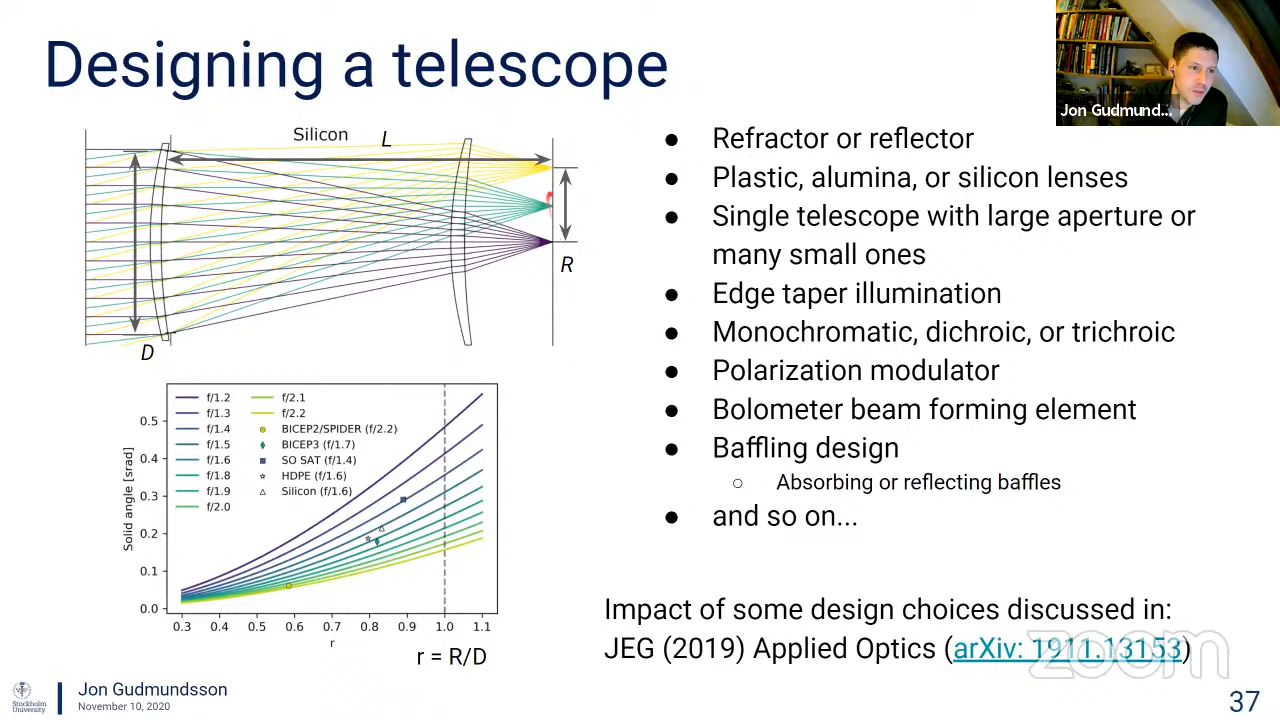 Designing a telescope
Jon Gudmund...
Silicon
L
R
D
Refractor or reflector
Plastic, alumina, or silicon lenses
Single telescope with large aperture or
many small ones
Edge taper illumination
Monochromatic, dichroic, or trichroic
Polarization modulator
Bolometer beam forming element
Baffling design
Absorbing or reflecting baffles
and so on...
f/1.2
f/1.3
f/1.4
f/1.5
f/1.6
f/1.8
f/1.9
f/2.0
f/2.1
f/2.2
BICEP2/SPIDER (f/2.2)
BICEP3 (f/1.7)
SO SAT (f/1.4)
HDPE (f/1.6)
Silicon (f/1.6)
Solid angle [srad]
0.5
0.4
0.3
0.2
0.1
0.0
0.3 0.4 0.5 0.6 0.7 0.8 0.9 1.0 1.1
r
r = R/D
Impact of some design choices discussed in:
JEG (2019) Applied Optics (arXiv: 1911.13153)
zoom
Stockholm
University
Jon Gudmundsson
November 10, 2020
37